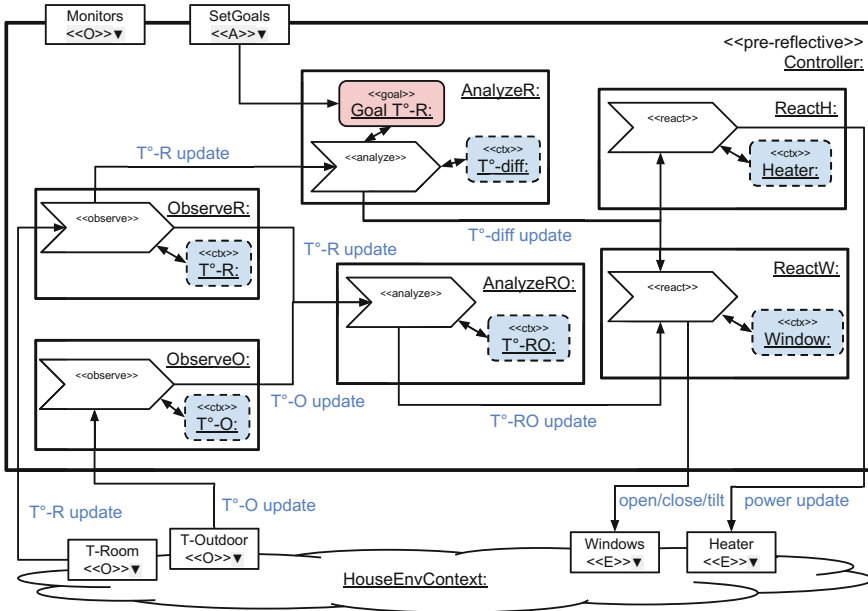 Monitors
<<O>>▼
SetGoals
<<A>>▼
<<pre-reflective>>
Controller:
<<goal>>
Goal T°-R:
AnalyzeR:
<<analyze>>
<<ctx>>
T°-diff:
<<react>>
ReactH:
<<ctx>>
Heater:
T°-R update
<<observe>>
ObserveR:
<<ctx>>
T°-R:
T°-R update
T°-diff update
<<analyze>>
AnalyzeRO:
<<ctx>>
T°-RO:
<<react>>
ReactW:
<<ctx>>
Window:
<<observe>>
ObserveO:
<<ctx>>
T°-O:
T°-O update
T°-RO update
T°-R update
T°-O update
open/close/tilt
power update
T-Room
<<O>>▼
T-Outdoor
<<O>>▼
Windows
<<E>>▼
Heater
<<E>>▼
HouseEnvContext: